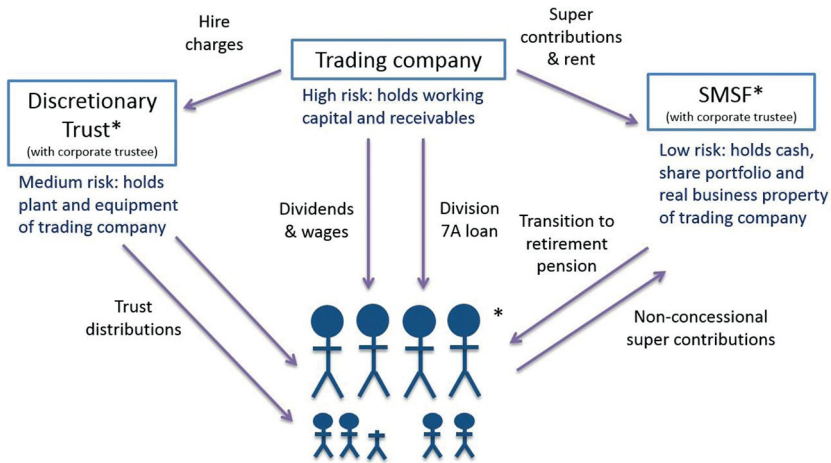 Hire
charges
Trading company
High risk: holds working
capital and receivables
Super
contributions
& rent
Discretionary
Trust*
(with corporate trustee)
Medium risk: holds
plant and equipment
of trading company
SMSF*
(with corporate trustee)
Low risk: holds cash,
share portfolio and
real business property
of trading company
Dividends
& wages
Division
7A loan
Transition to
retirement
pension
Trust
distributions
*
Non-concessional
super contributions